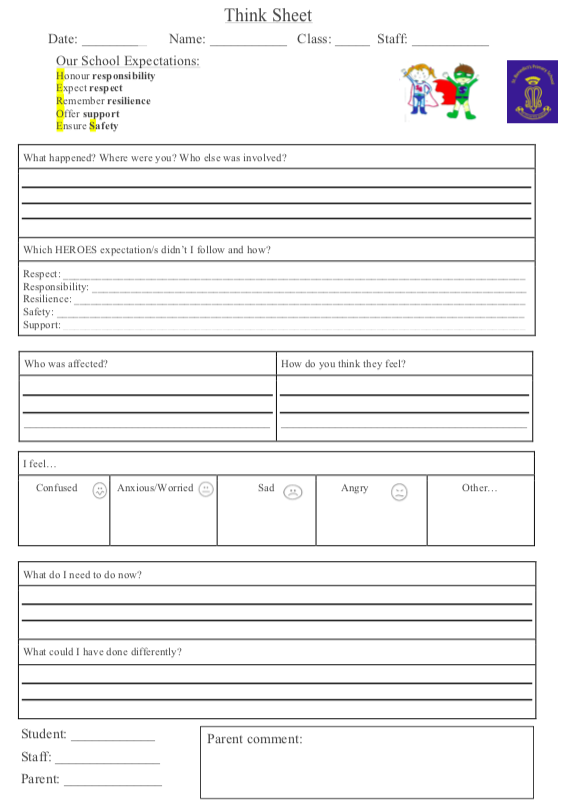 Think Sheet
Date: _________ Name: ___________ Class: _____ Staff: ___________
Our School Expectations:
Honour responsibility
Expect respect
Remember resilience
Offer support
Ensure Safety
What happened? Where were you? Who else was involved?
Which HEROES expectation/s didn't I follow and how?
Respect:
Responsibility:
Resilience:
Safety:
Support:
Who was affected?
How do you think they feel?
I feel…
Confused
Anxious/Worried
Sad
Angry
Other…
What do I need to do now?
What could I have done differently?
Student: ____________
Staff: _______________
Parent: ______________
Parent comment: